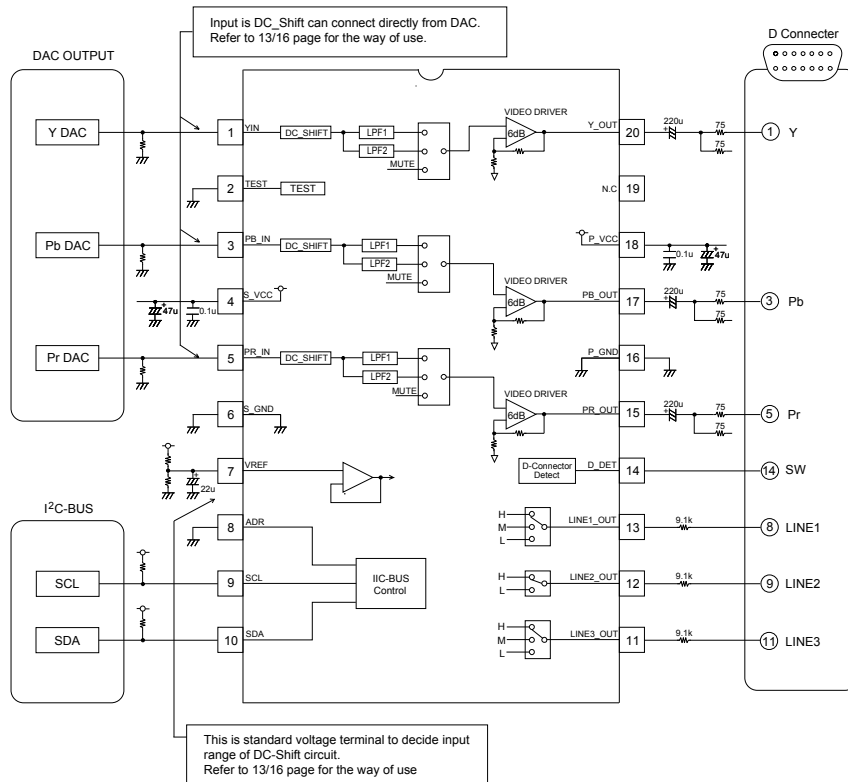 Input is DC_Shift can connect directly from DAC.
Refer to 13/16 page for the way of use.
DAC OUTPUT
D Connecter
Y DAC
1
YIN
DC_SHIFT
LPF1
LPF2
MUTE
VIDEO DRIVER
6dB
Y_OUT
20
220u
+
75
75
1
Y
2
TEST
TEST
N.C
19
Pb DAC
3
PB_IN
DC_SHIFT
LPF1
LPF2
MUTE
P_VCC
18
0.1u
+
47u
4
S_VCC
+
47u
0.1u
VIDEO DRIVER
6dB
PB_OUT
17
220u
+
75
75
3
Pb
Pr DAC
5
PR_IN
DC_SHIFT
LPF1
LPF2
MUTE
P_GND
16
6
S_GND
VIDEO DRIVER
6dB
PR_OUT
15
220u
+
75
75
5
Pr
7
VREF
+
22u
D-Connector
Detect
D_DET
14
14
SW
I2C-BUS
8
ADR
H
M
L
LINE1_OUT
13
9.1k
8
LINE1
SCL
9
SCL
IIC-BUS
Control
H
L
LINE2_OUT
12
9.1k
9
LINE2
SDA
10
SDA
H
M
L
LINE3_OUT
11
9.1k
11
LINE3
This is standard voltage terminal to decide input
range of DC-Shift circuit.
Refer to 13/16 page for the way of use